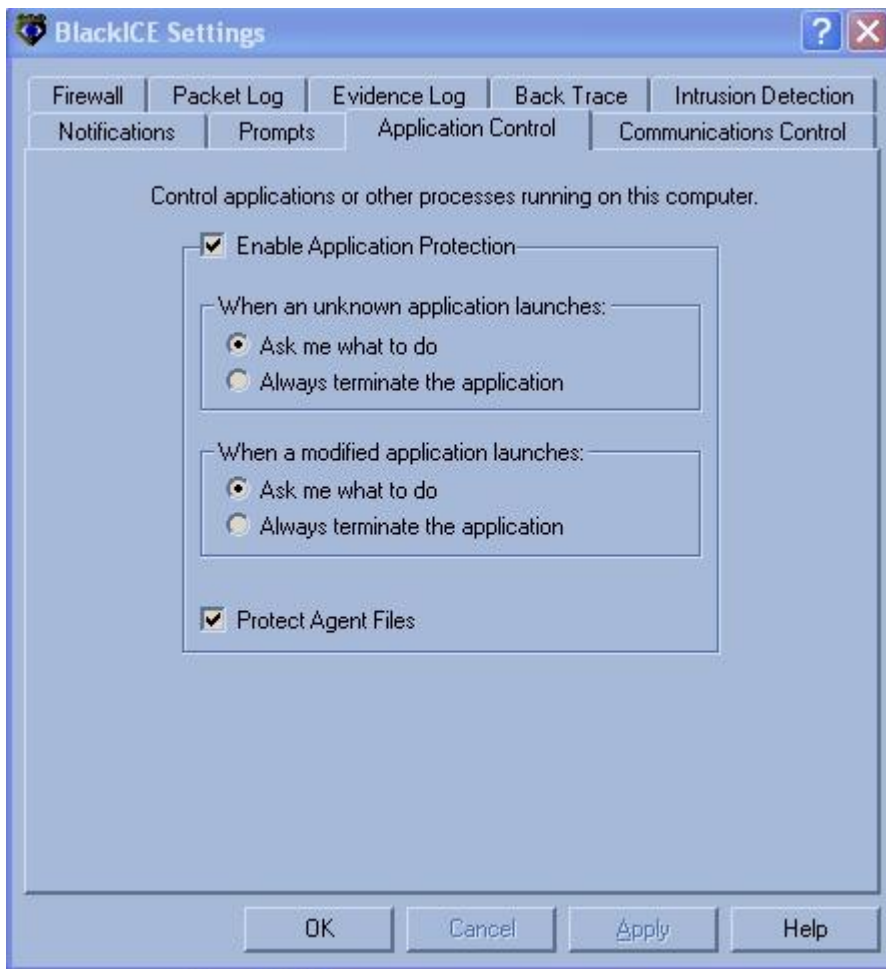 BlackICE Settings
Firewall Packet Log Evidence Log Back Trace Intrusion Detection
Notifications Prompts Application Control Communications Control
Control applications or other processes running on this computer.
Enable Application Protection
When an unknown application launches:
Ask me what to do
Always terminate the application
When a modified application launches:
Ask me what to do
Always terminate the application
Protect Agent Files
OK Cancel Apply Help